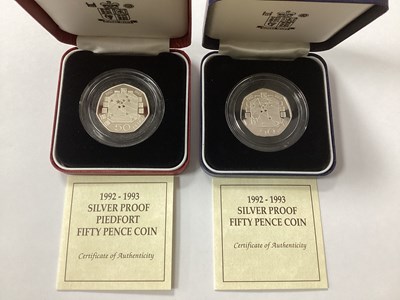 50
1992 - 1993
SILVER PROOF
PIEDFORT
FIFTY PENCE COIN
Certificate of Authenticity
1992 - 1993
SILVER PROOF
FIFTY PENCE COIN
Certificate of Authenticity